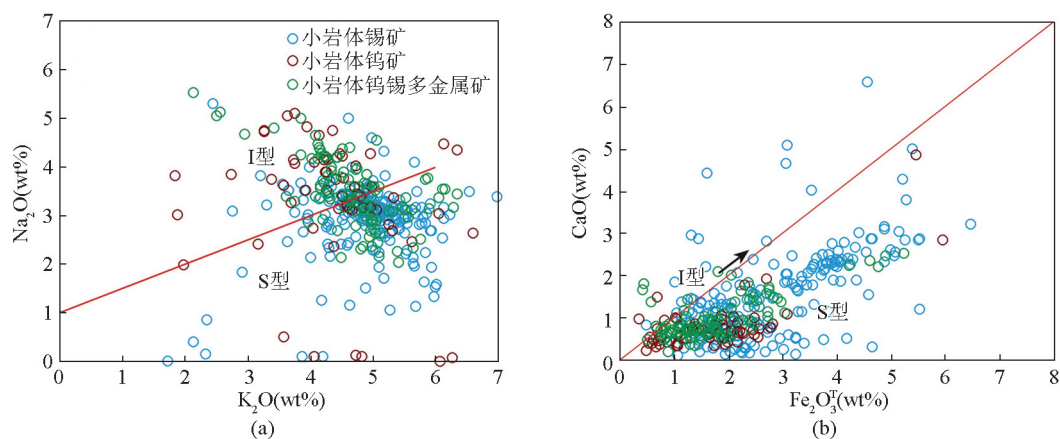 7
6
5
4
3
2
1
0
Na₂O(wt%)
小岩体锡矿
小岩体钨矿
小岩体钨锡多金属矿
I型
S型
0 1 2 3 4 5 6 7
K₂O(wt%)
(a)
8
7
6
5
4
3
2
1
0
CaO(wt%)
I型
S型
0 1 2 3 4 5 6 7 8
Fe₂O₃ᵀ(wt%)
(b)